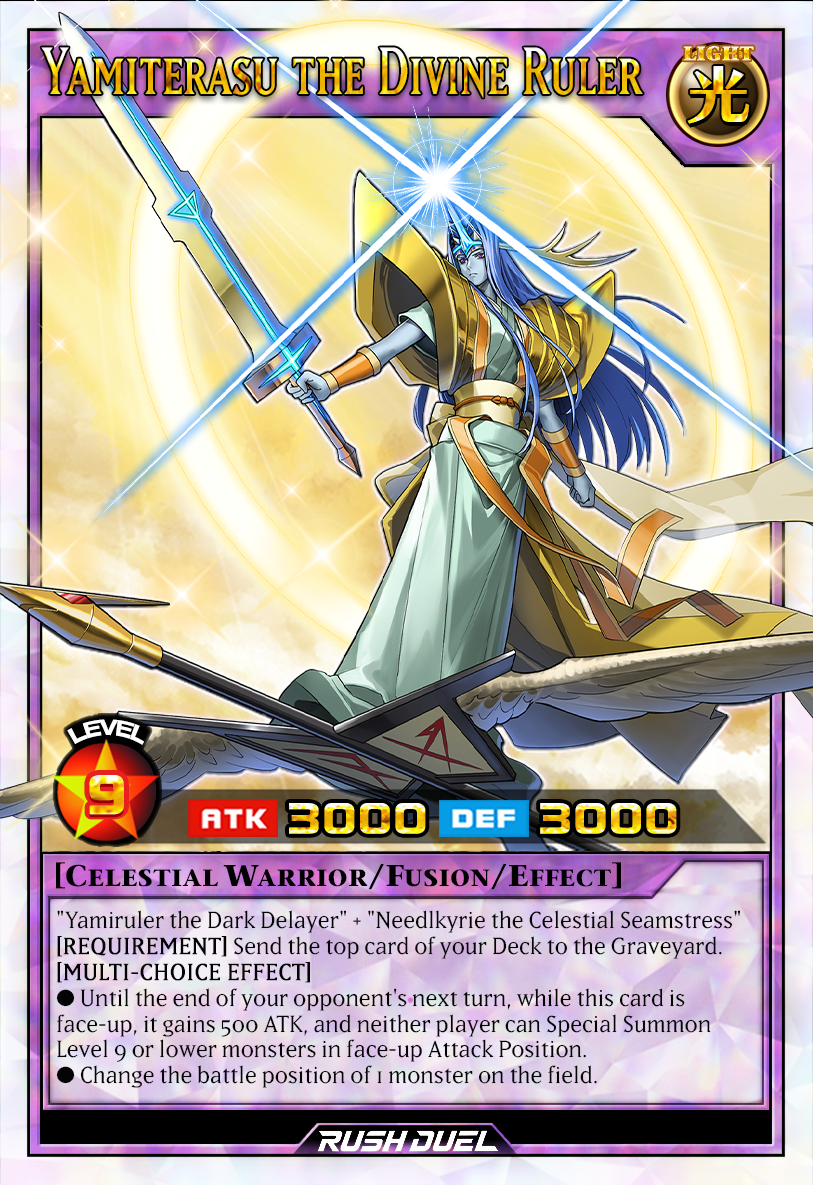 YAMITERASU THE DIVINE RULER
LIGHT
光
LEVEL
9
ATK 3000 DEF 3000
[CELESTIAL WARRIOR/FUSION/EFFECT]
"Yamiruler the Dark Delayer" + "Needlkyrie the Celestial Seamstress"
[REQUIREMENT] Send the top card of your Deck to the Graveyard.
[MULTI-CHOICE EFFECT]
● Until the end of your opponent's next turn, while this card is
face-up, it gains 500 ATK, and neither player can Special Summon
Level 9 or lower monsters in face-up Attack Position.
● Change the battle position of 1 monster on the field.
RUSH DUEL